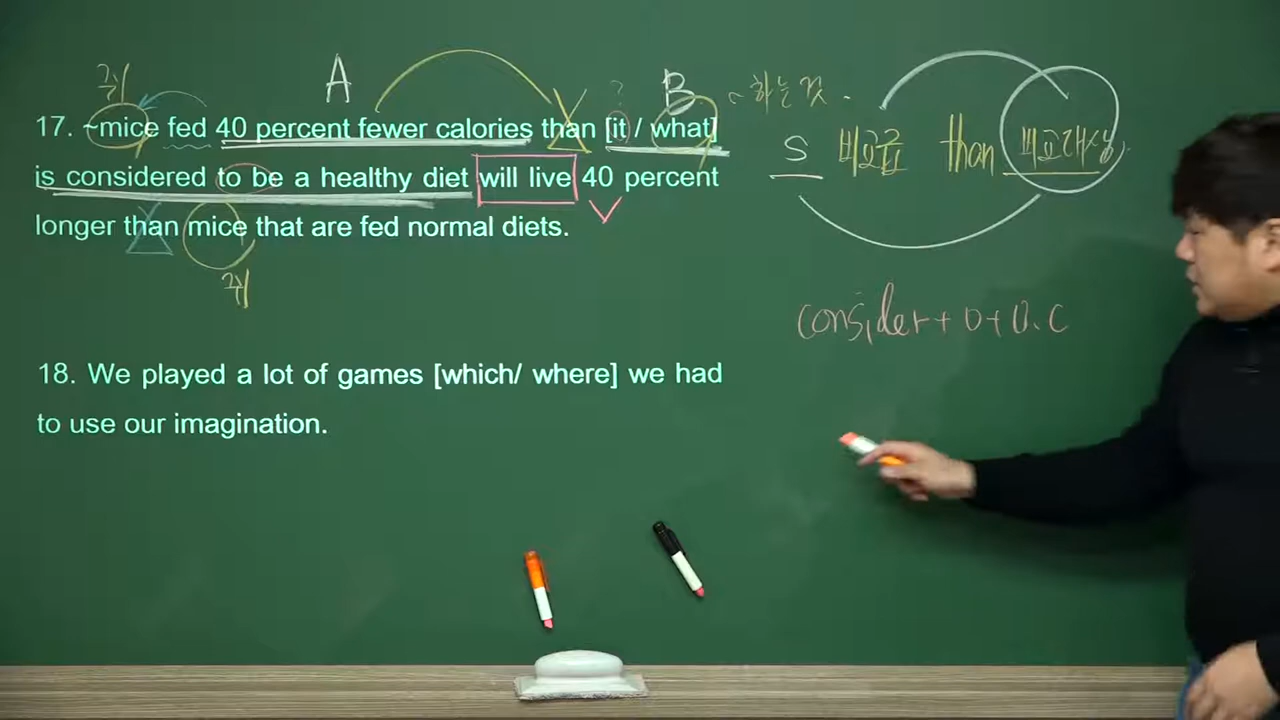 쥐 A B ~하는 것.
17. ~mice fed 40 percent fewer calories than [it / what]
is considered to be a healthy diet will live 40 percent
longer than mice that are fed normal diets.
쥐
S 비교급 than 비교대상
consider + O + O.C
18. We played a lot of games [which/ where] we had
to use our imagination.